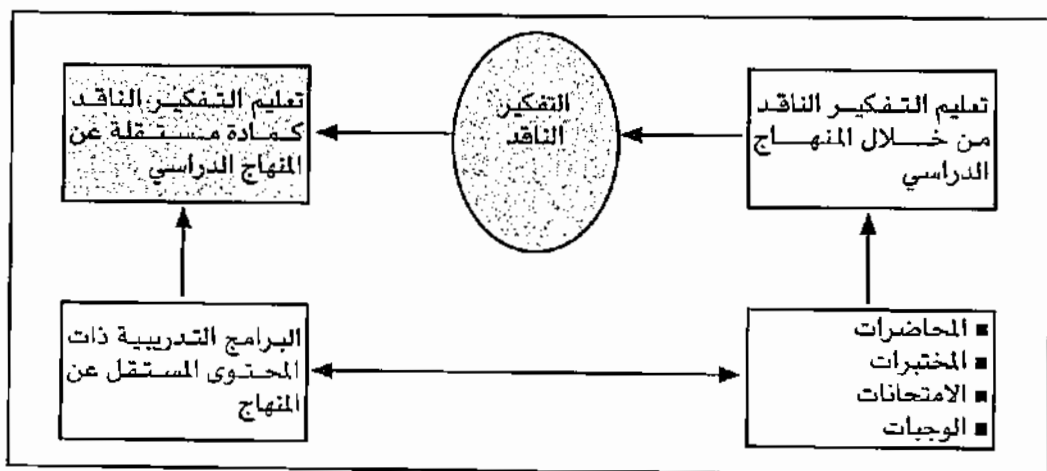 تعليم التفكير الناقد
من خلال المنهاج
الدراسي
التفكير
الناقد
تعليم التفكير الناقد
كمادة مستقلة عن
المنهاج الدراسي
■ المحاضرات
■ المختبرات
■ الامتحانات
■ الوجبات
البرامج التدريبية ذات
المحتوى المستقل عن
المنهاج